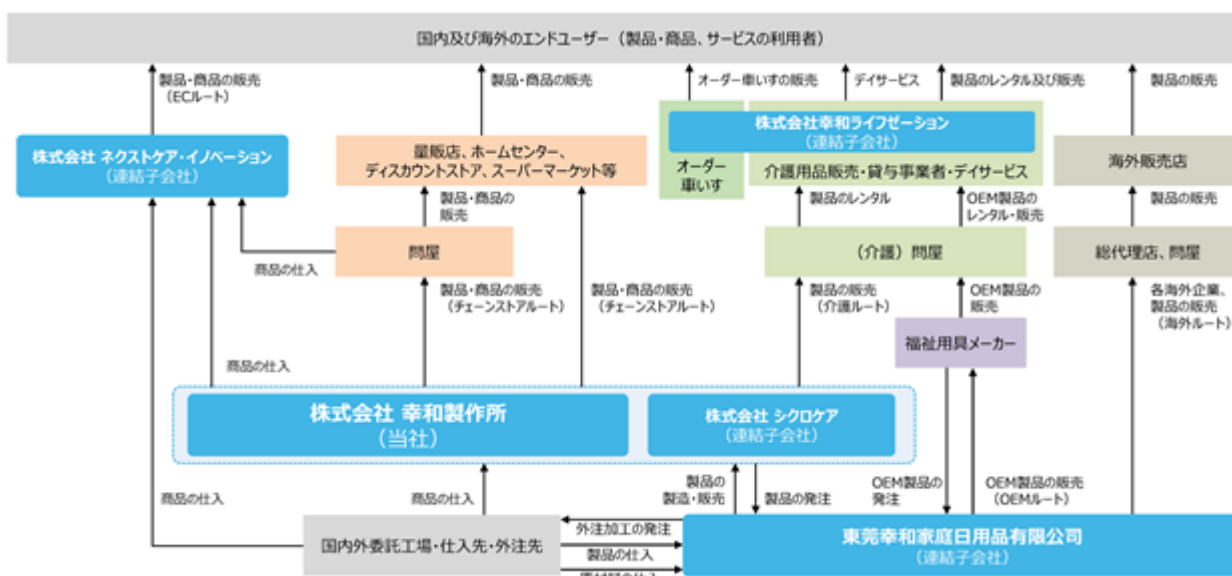 国内及び海外のエンドユーザー（製品・商品、サービスの利用者）
製品・商品の販売
（ECルート）
製品・商品の販売
オーダー車いすの販売
デイサービス
製品のレンタル及び販売
製品の販売
株式会社 ネクストケア・イノベーション
（連結子会社）
量販店、ホームセンター、
ディスカウントストア、スーパーマーケット等
株式会社幸和ライフゼーション
（連結子会社）
オーダー
車いす
介護用品販売・貸与事業者・デイサービス
海外販売店
製品・商品の
販売
製品のレンタル
OEM製品の
レンタル・販売
製品の販売
問屋
（介護）問屋
総代理店、問屋
商品の仕入
製品・商品の販売
（チェーンストアルート）
製品・商品の販売
（チェーンストアルート）
製品の販売
（介護ルート）
OEM製品の
販売
各海外企業、
製品の販売
（海外ルート）
福祉用具メーカー
商品の仕入
株式会社 幸和製作所
（当社）
株式会社 シクロケア
（連結子会社）
商品の仕入
商品の仕入
製品の
製造・販売
製品の発注
OEM製品の
発注
OEM製品の販売
（OEMルート）
国内外委託工場・仕入先・外注先
外注加工の発注
製品の仕入
東莞幸和家庭日用品有限公司
（連結子会社）